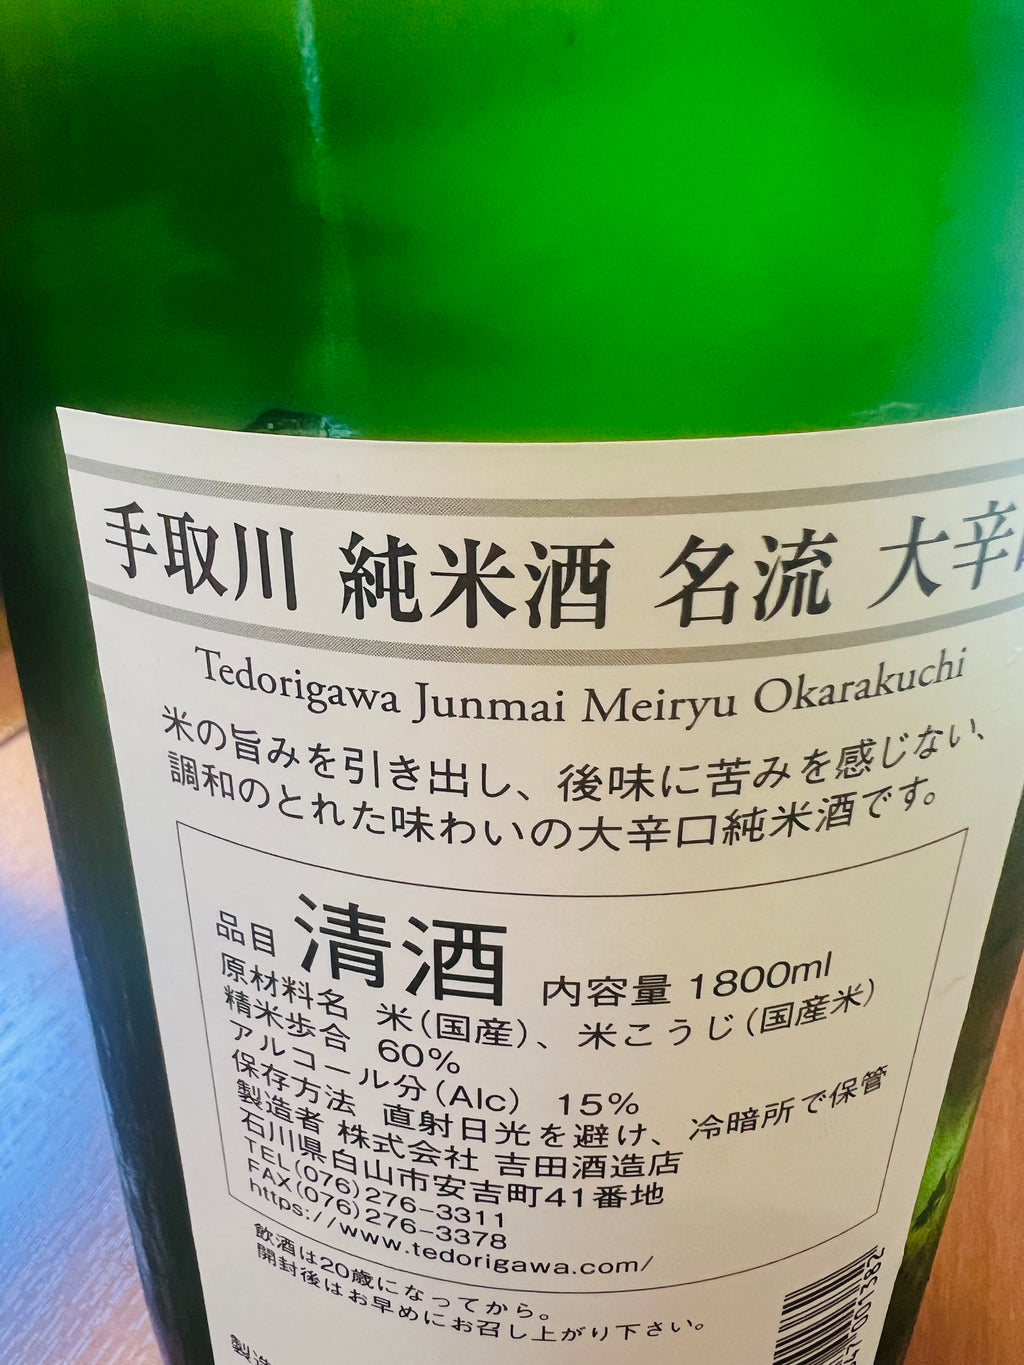 手取川 純米酒 名流 大辛
Tedorigawa Junmai Meiryu Okarakuchi
米の旨みを引き出し、後味に苦みを感じない、
調和のとれた味わいの大辛口純米酒です。
品目 清酒 内容量 1800ml
原材料名 米(国産)、米こうじ(国産米)
精米歩合 60%
アルコール分(Alc) 15%
保存方法 直射日光を避け、冷暗所で保管
製造者 株式会社 吉田酒造店
石川県白山市安吉町41番地
TEL(076)276-3311
FAX(076)276-3378
https://www.tedorigawa.com/
飲酒は20歳になってから。
開封後はお早めにお召し上がり下さい。
製造